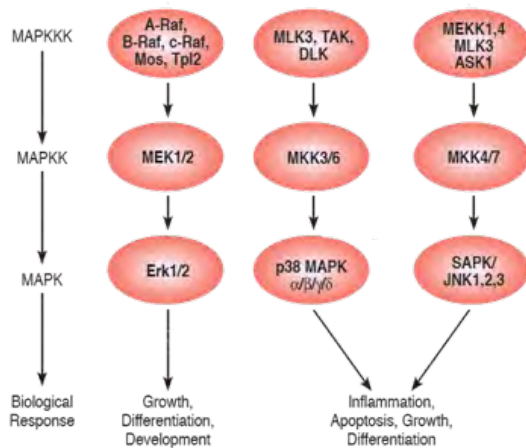 MAPKKK
A-Raf,
B-Raf, c-Raf,
Mos, Tpl2
MLK3, TAK,
DLK
MEKK1,4
MLK3
ASK1
MAPKK
MEK1/2
MKK3/6
MKK4/7
MAPK
Erk1/2
p38 MAPK
α/β/γ/δ
SAPK/
JNK1,2,3
Biological
Response
Growth,
Differentiation,
Development
Inflammation,
Apoptosis, Growth,
Differentiation